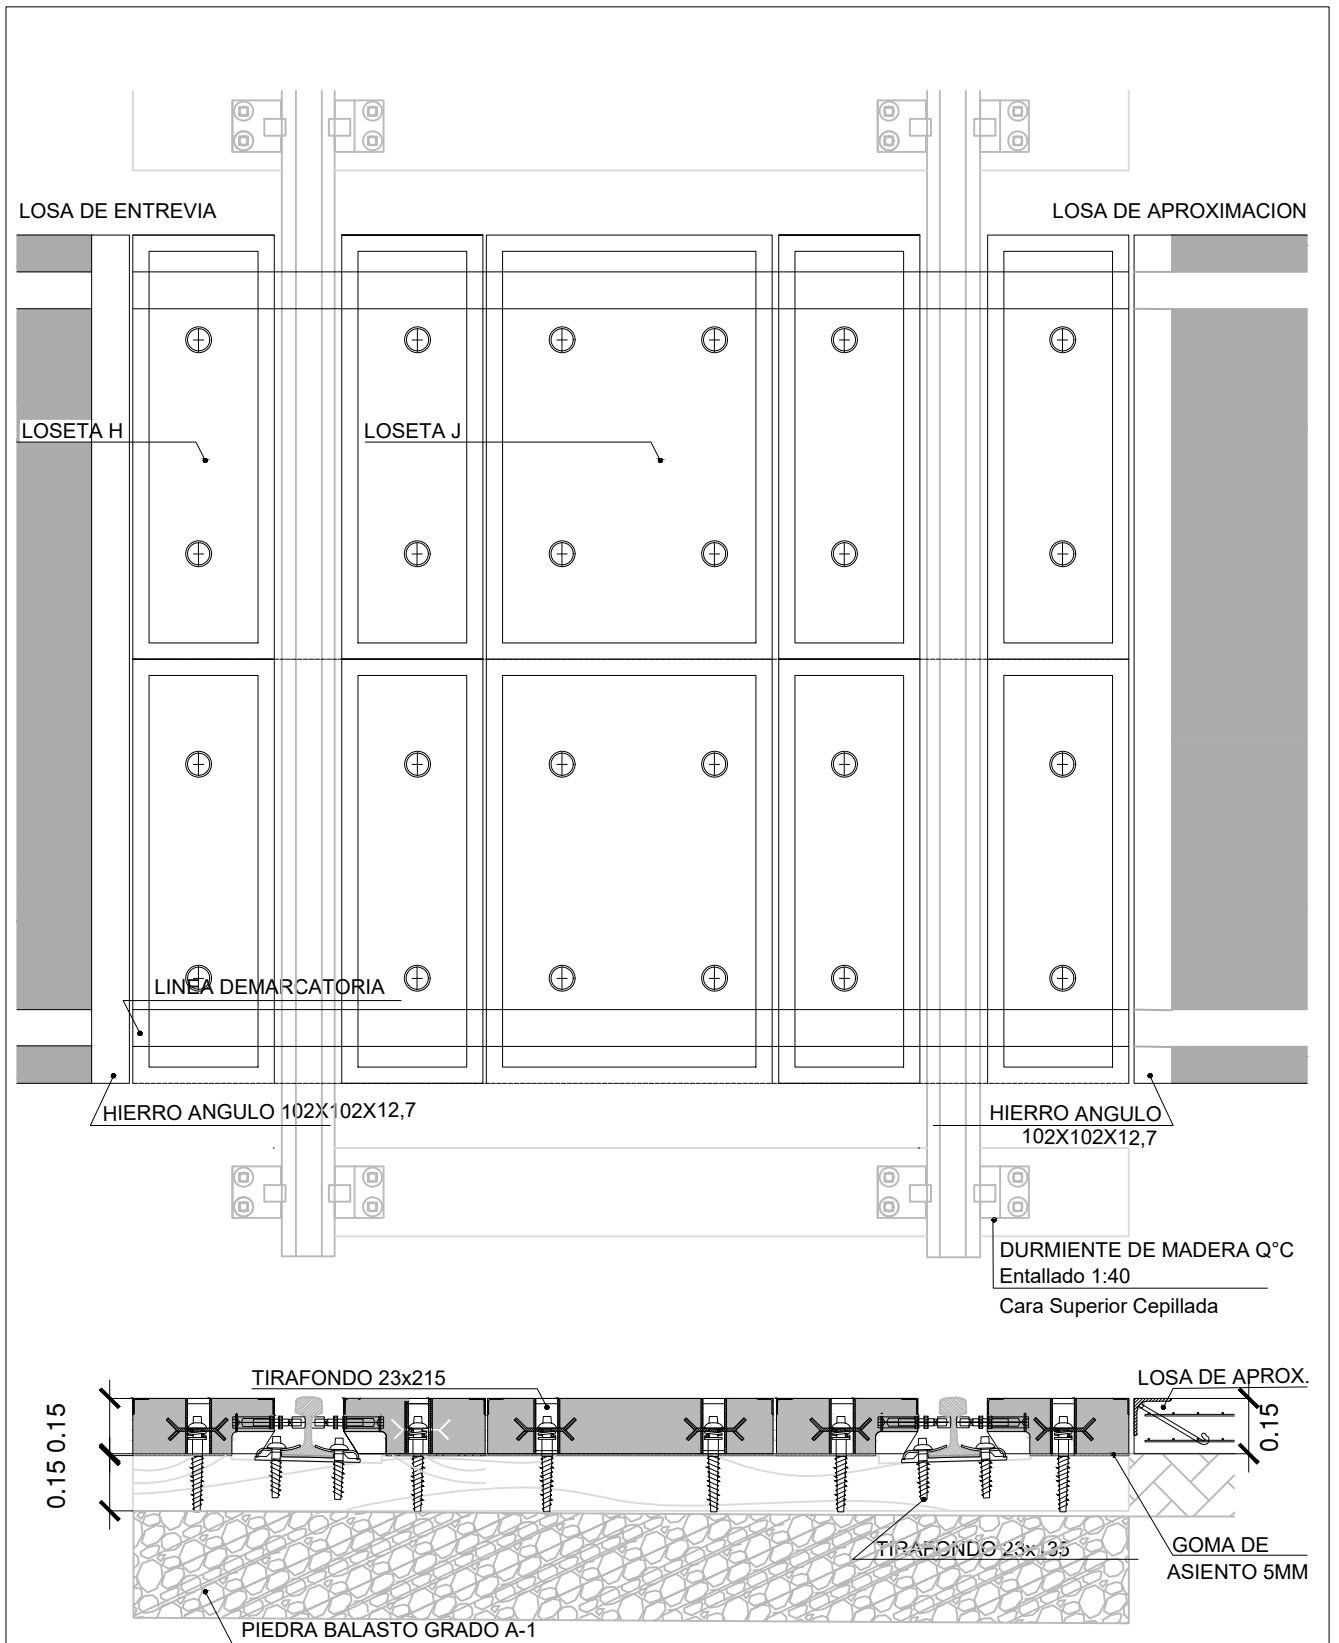 LOSA DE ENTREVIA
LOSA DE APROXIMACION
LOSETA H
LOSETA J
LINEA DEMARCATORIA
HIERRO ANGULO 102X102X12,7
HIERRO ANGULO
102X102X12,7
DURMIENTE DE MADERA Q°C
Entallado 1:40
Cara Superior Cepillada
TIRAFONDO 23x215
LOSA DE APROX.
0.15
0.15
0.15
TIRAFONDO 23x135
GOMA DE
ASIENTO 5MM
PIEDRA BALASTO GRADO A-1